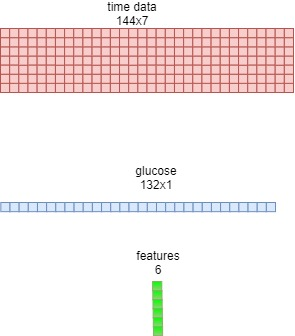 time data
144x7
glucose
132x1
features
6